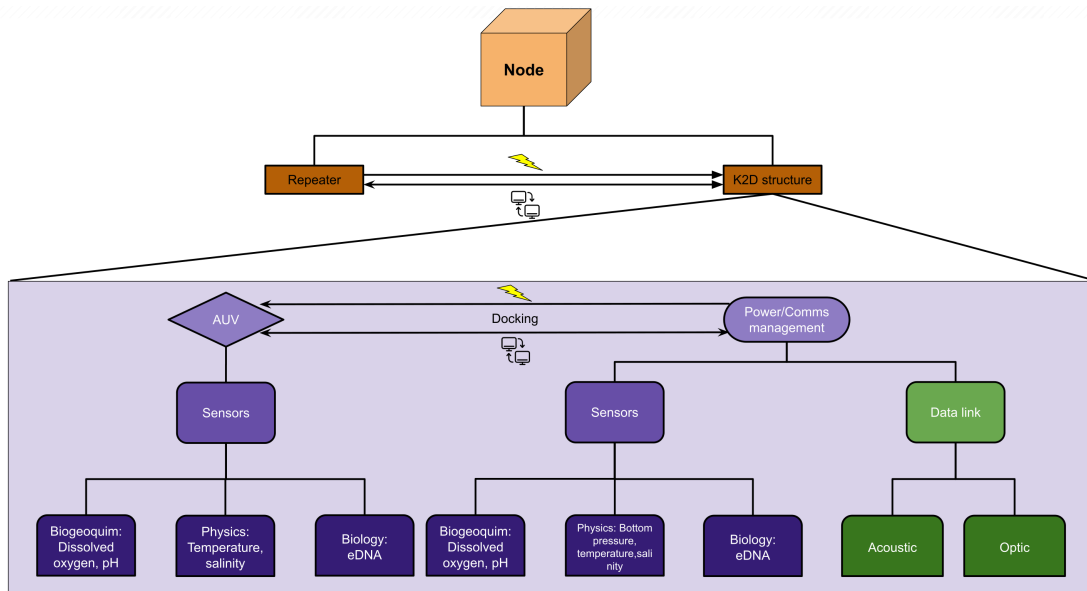 Node
Repeater
K2D structure
AUV
Docking
Power/Comms
management
Sensors
Sensors
Data link
Biogeoquim:
Dissolved
oxygen, pH
Physics:
Temperature,
salinity
Biology:
eDNA
Biogeoquim:
Dissolved
oxygen, pH
Physics: Bottom
pressure,
temperature,sali
nity
Biology:
eDNA
Acoustic
Optic